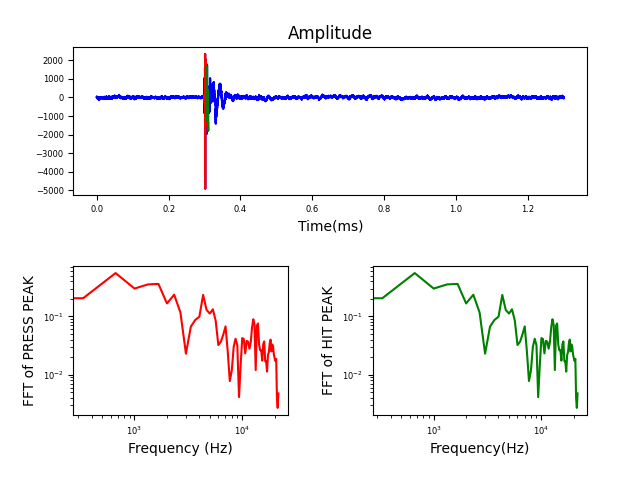 Amplitude
2000
1000
0
−1000
−2000
−3000
−4000
−5000
0.0 0.2 0.4 0.6 0.8 1.0 1.2
Time(ms)
FFT of PRESS PEAK
10⁻¹
10⁻²
10³ 10⁴
Frequency (Hz)
FFT of HIT PEAK
10⁻¹
10⁻²
10³ 10⁴
Frequency(Hz)